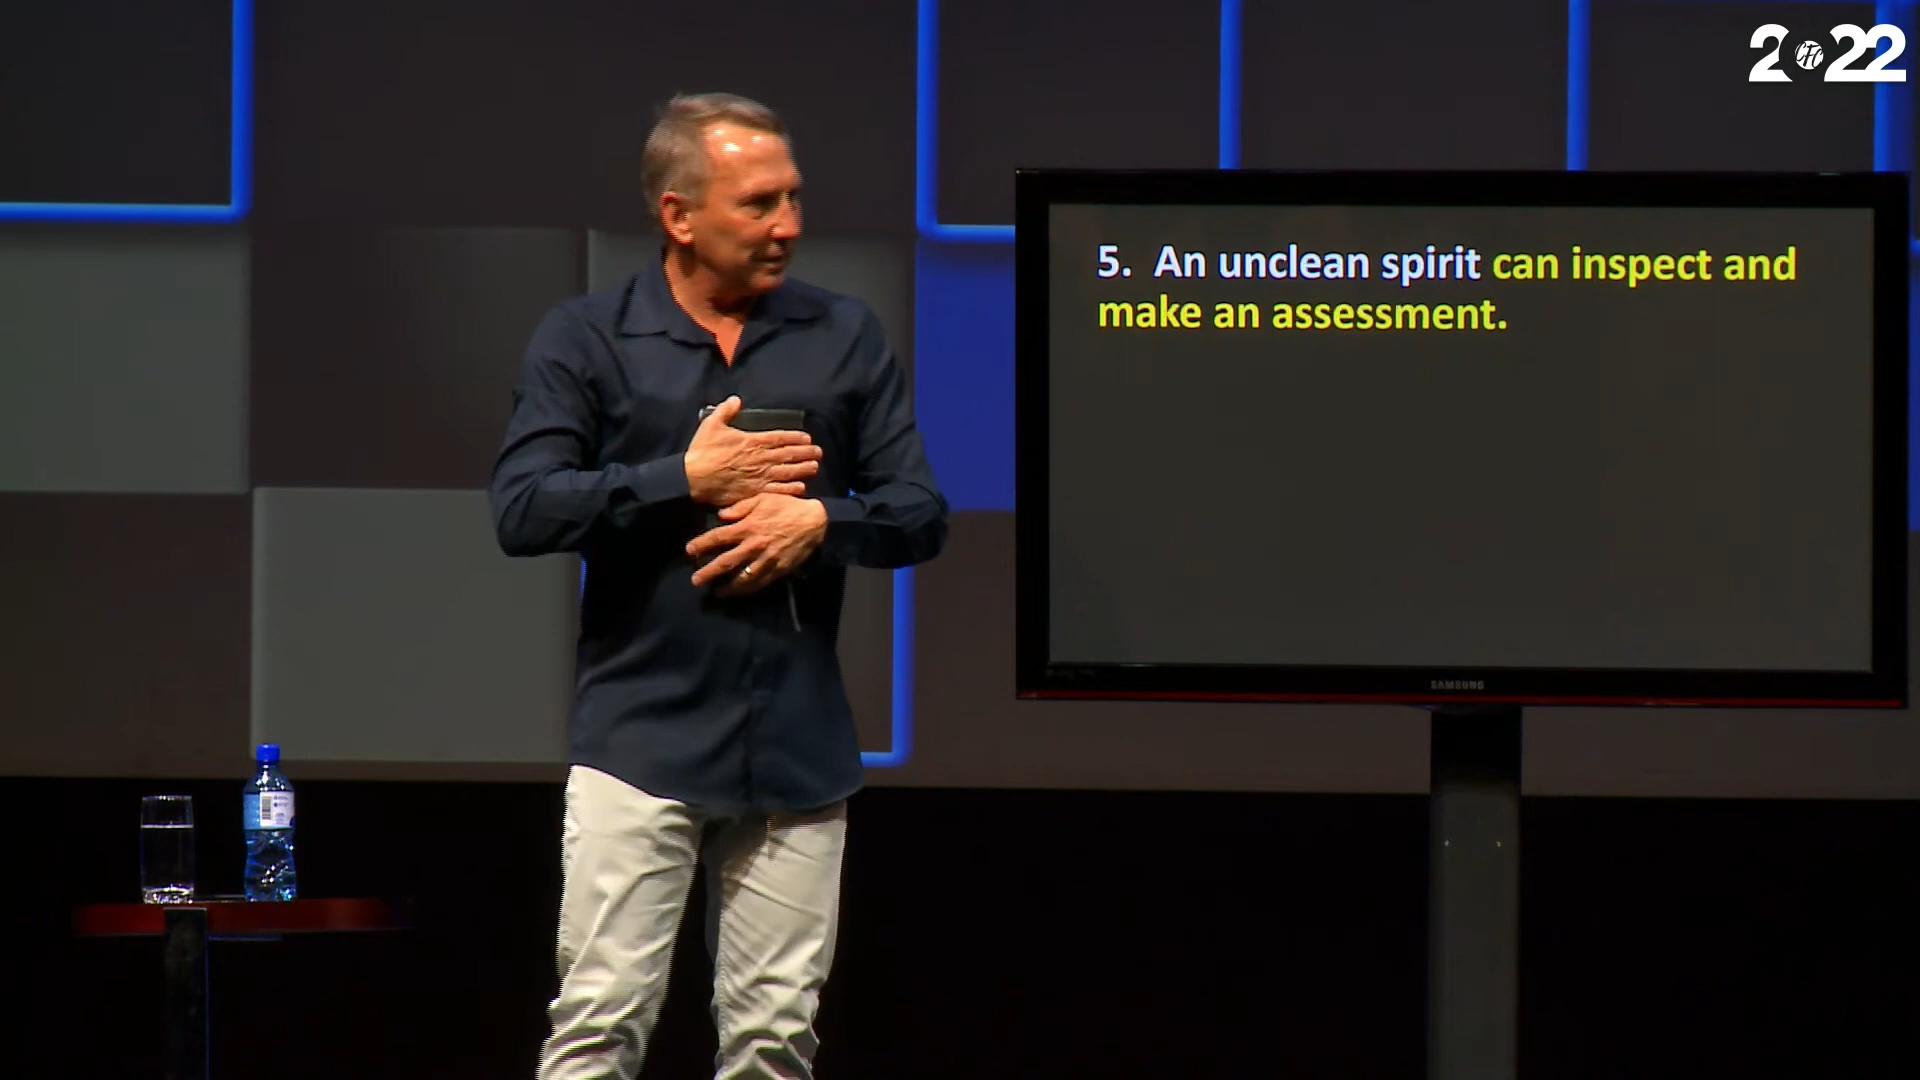 2022
5. An unclean spirit can inspect and
make an assessment.
SAMSUNG